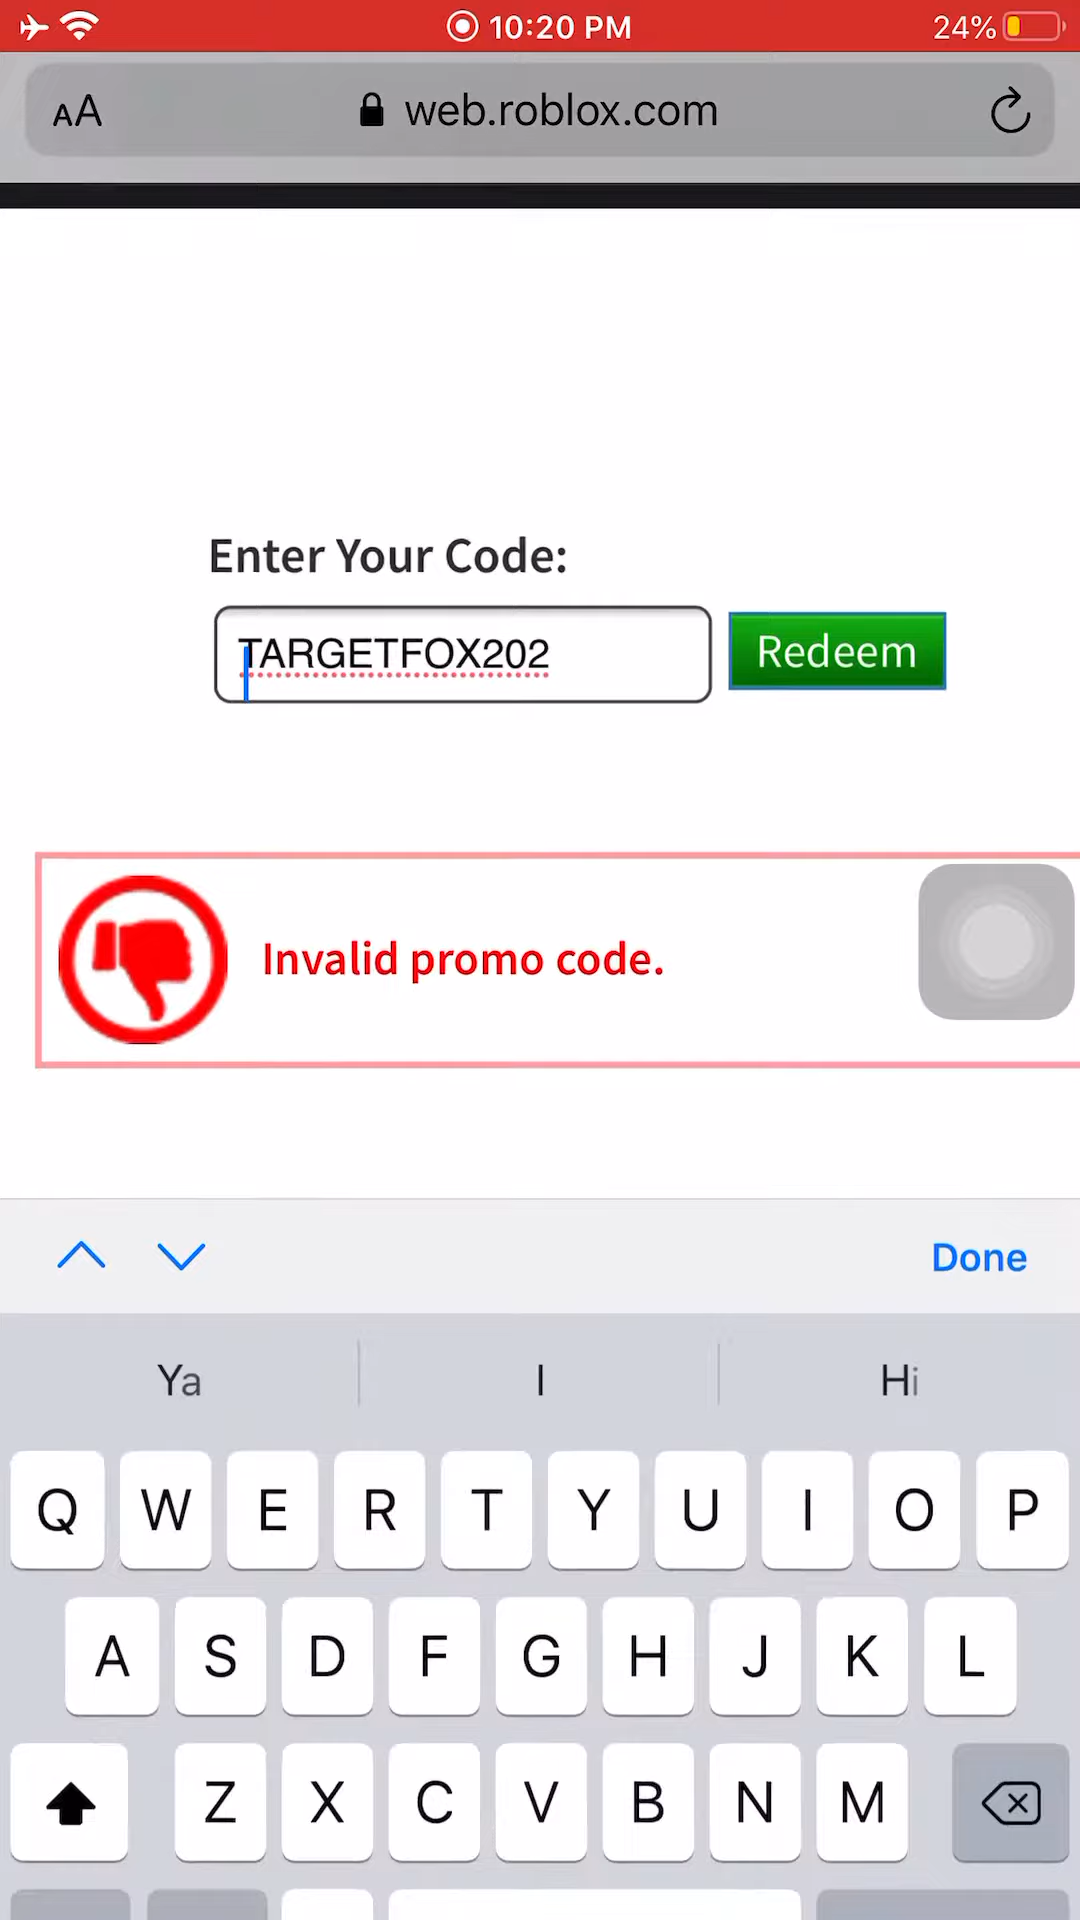 10:20 PM 24%
AA web.roblox.com
Enter Your Code:
TARGETFOX202 Redeem
Invalid promo code.
Done
Ya I Hi
Q W E R T Y U I O P
A S D F G H J K L
Z X C V B N M